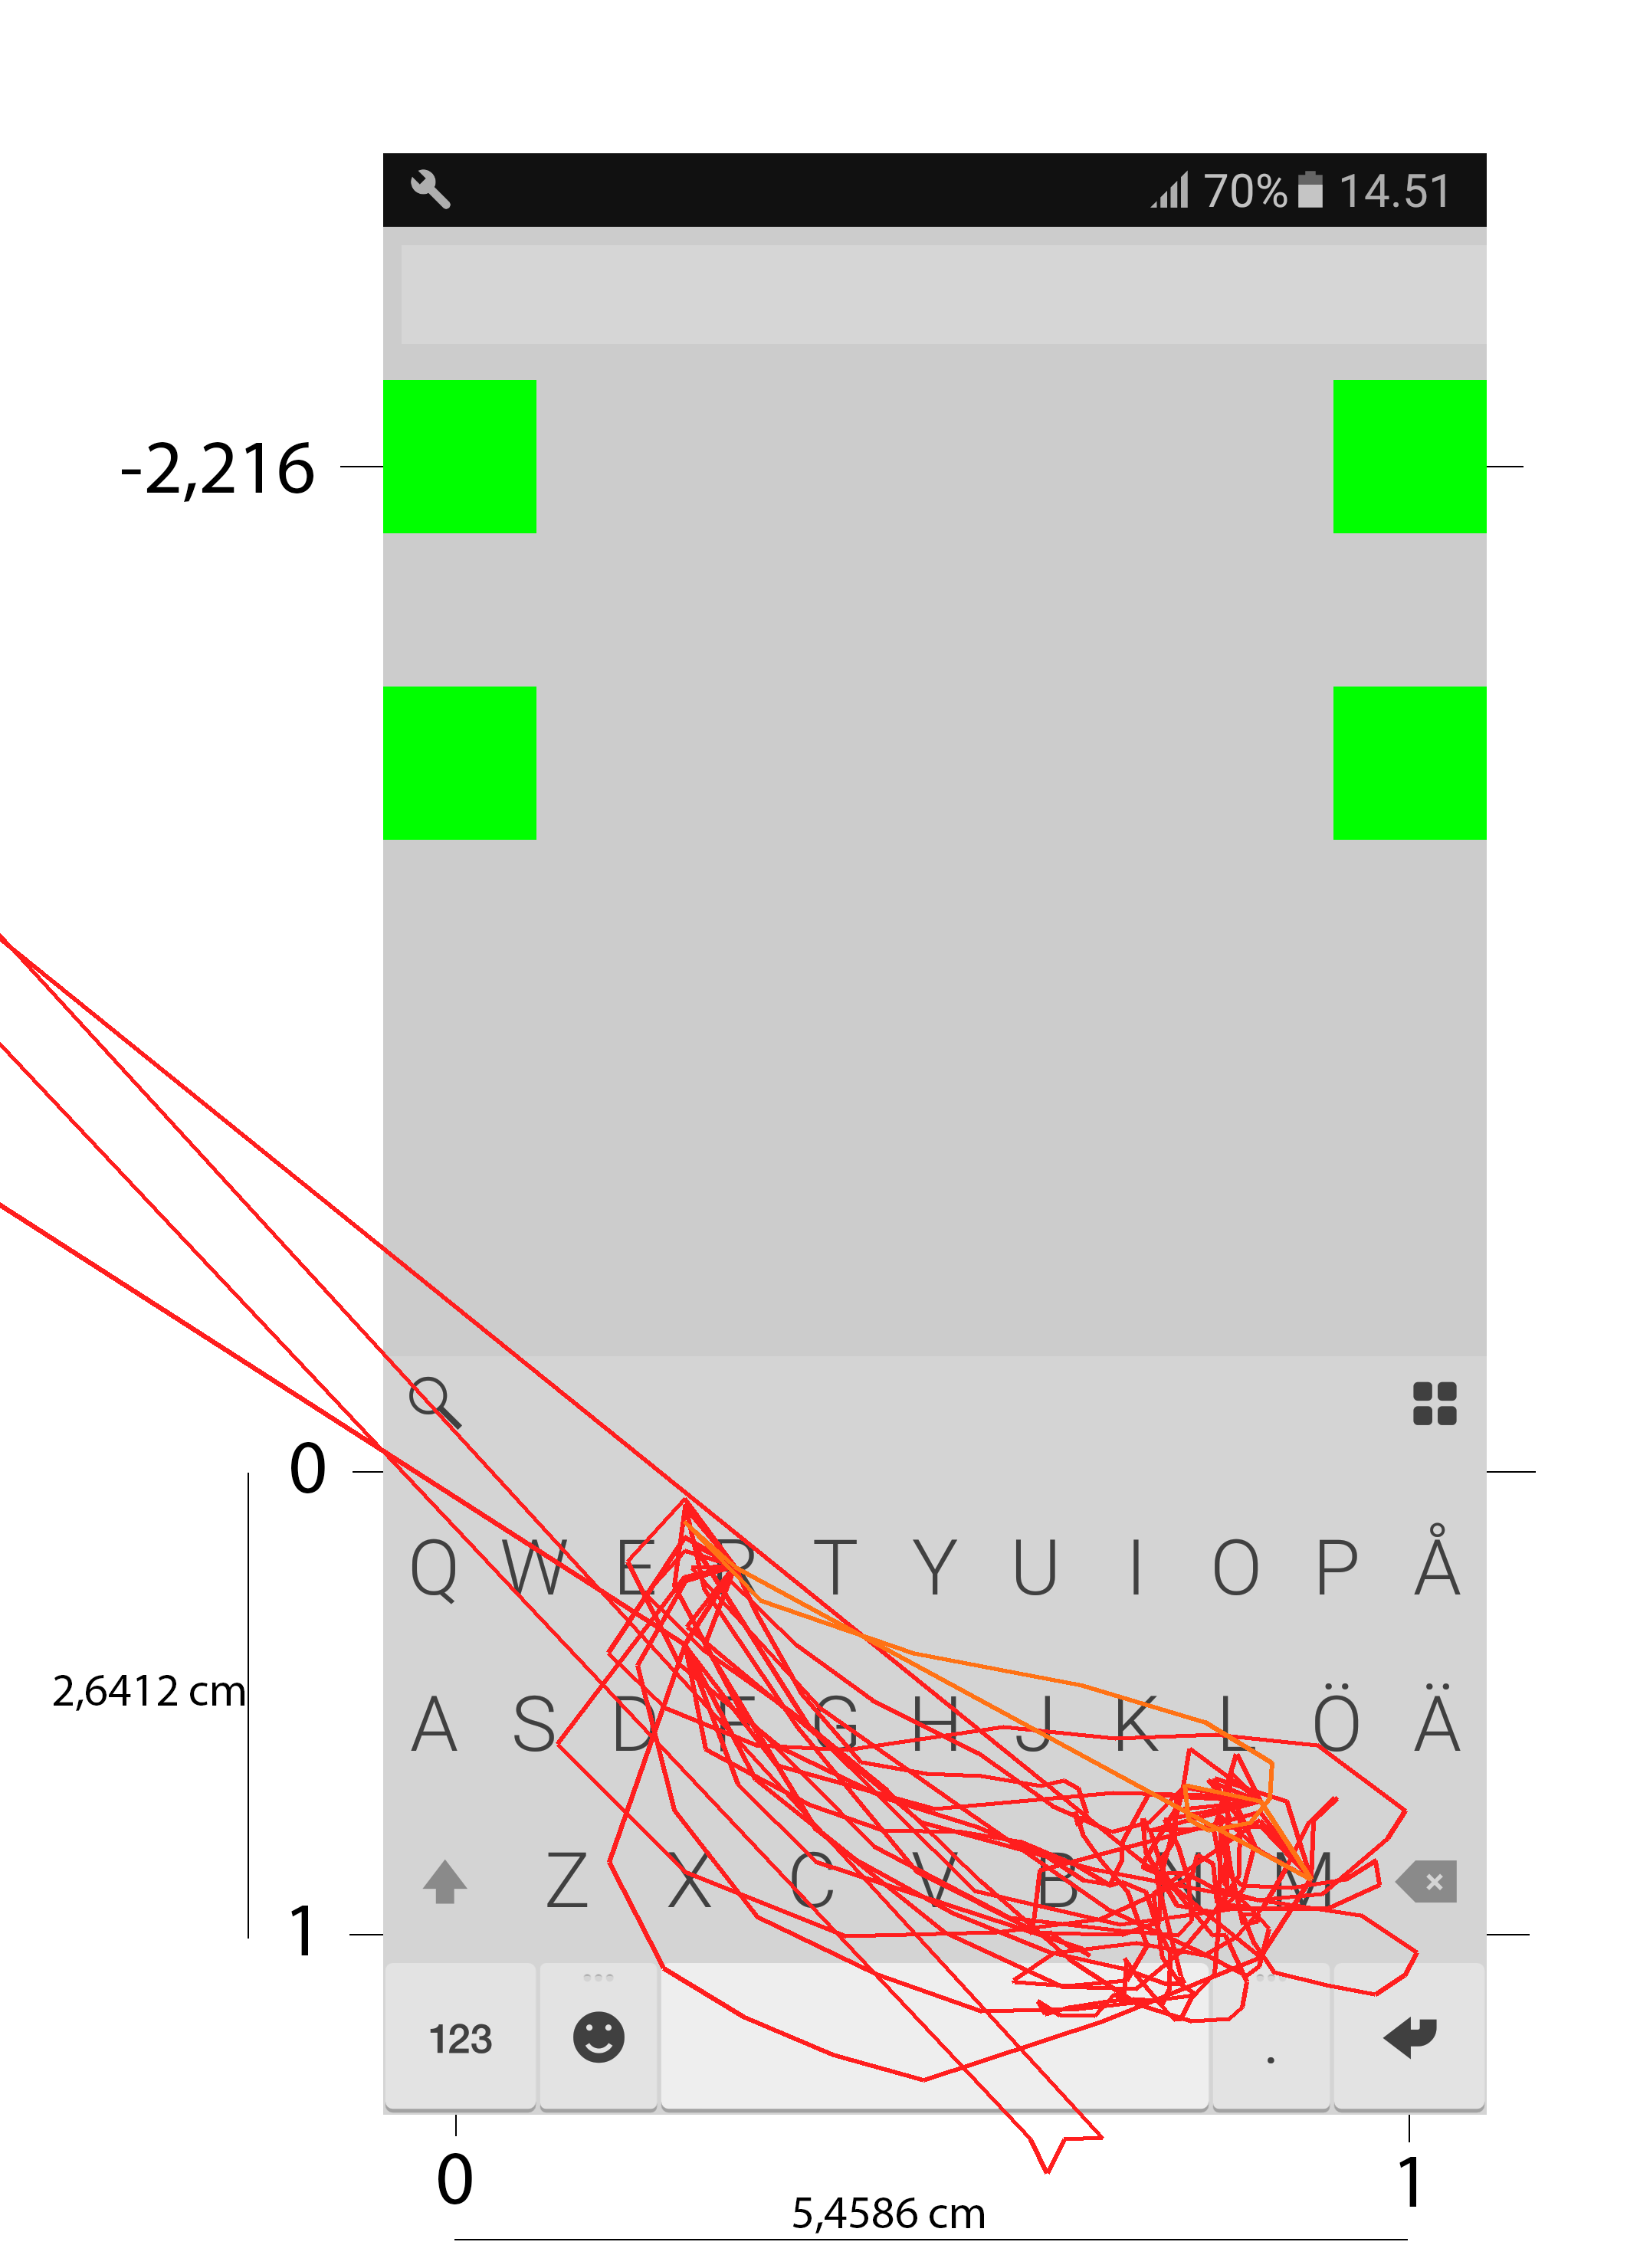 70% 14.51
-2,216
0
Q W E R T Y U I O P Å
2,6412 cm
A S D F G H J K L Ö Ä
Z X C V B N M
1
123 .
0 1
5,4586 cm